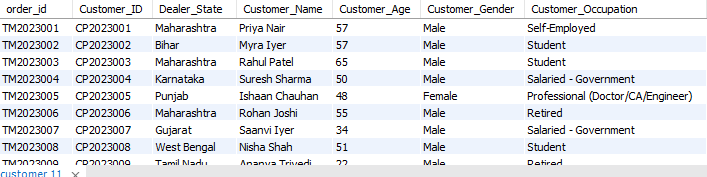 order_id Customer_ID Dealer_State Customer_Name Customer_Age Customer_Gender Customer_Occupation
TM2023001 CP2023001 Maharashtra Priya Nair 57 Male Self-Employed
TM2023002 CP2023002 Bihar Myra Iyer 57 Male Student
TM2023003 CP2023003 Maharashtra Rahul Patel 65 Male Student
TM2023004 CP2023004 Karnataka Suresh Sharma 50 Male Salaried - Government
TM2023005 CP2023005 Punjab Ishaan Chauhan 48 Female Professional (Doctor/CA/Engineer)
TM2023006 CP2023006 Maharashtra Rohan Joshi 55 Male Retired
TM2023007 CP2023007 Gujarat Saanvi Iyer 34 Male Salaried - Government
TM2023008 CP2023008 West Bengal Nisha Shah 51 Male Student
TM2023009 CP2023009 Tamil Nadu Ananya Trivedi 22 Male Retired
customer 11